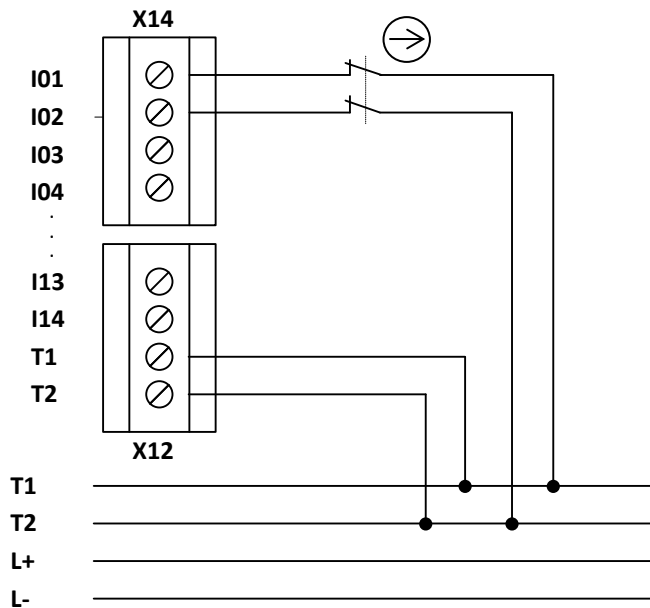 X14
I01
I02
I03
I04
.
.
.
I13
I14
T1
T2
X12
T1
T2
L+
L-